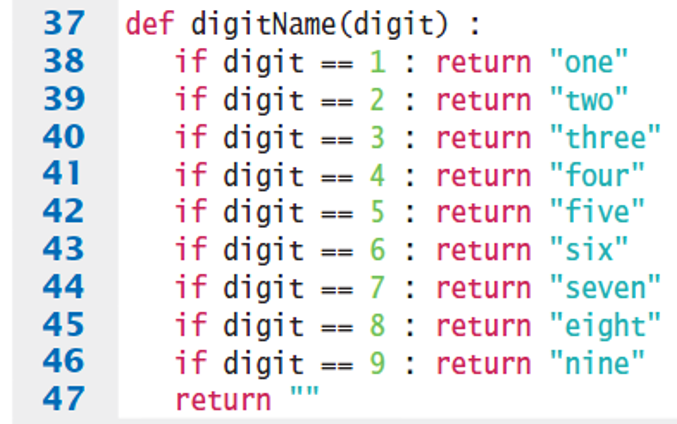 37 def digitName(digit) :
38 if digit == 1 : return "one"
39 if digit == 2 : return "two"
40 if digit == 3 : return "three"
41 if digit == 4 : return "four"
42 if digit == 5 : return "five"
43 if digit == 6 : return "six"
44 if digit == 7 : return "seven"
45 if digit == 8 : return "eight"
46 if digit == 9 : return "nine"
47 return ""